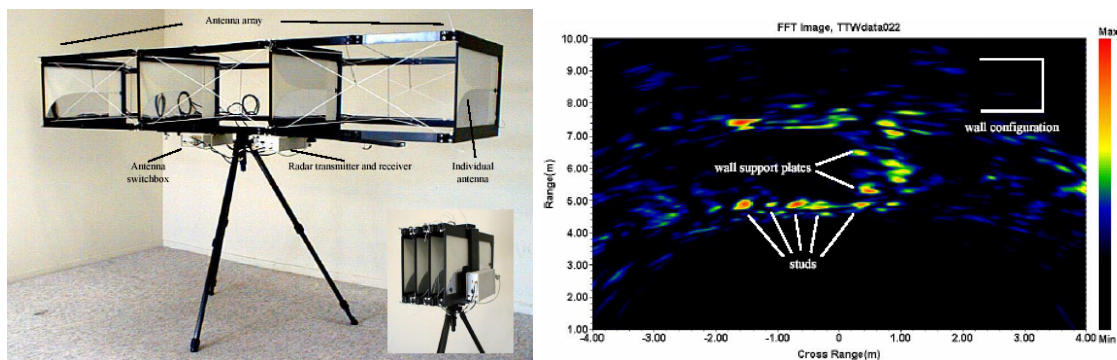 Antenna array
Antenna
switchbox
Radar transmitter and receiver
Individual
antenna
FFT Image, TTWdata022
Max
10.00
9.00
8.00
7.00
6.00
5.00
4.00
3.00
2.00
1.00
Range(m)
wall configuration
wall support plates
studs
Min
-4.00
-3.00
-2.00
-1.00
0
1.00
2.00
3.00
4.00
Cross Range(m)